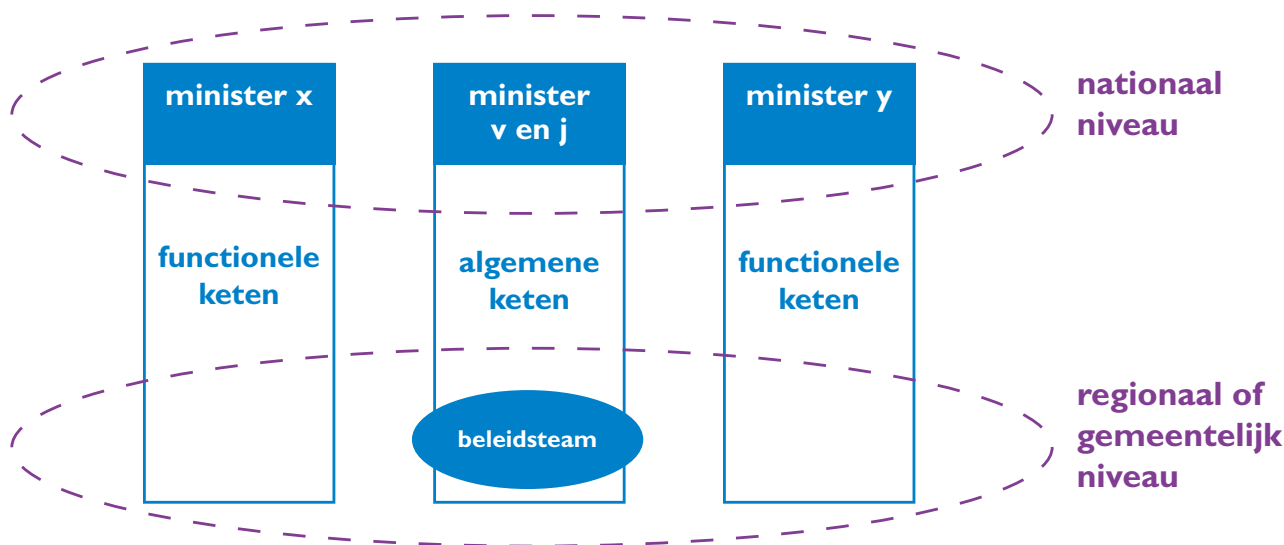 minister x
minister
v en j
minister y
nationaal
niveau
functionele
keten
algemene
keten
functionele
keten
beleidsteam
regionaal of
gemeentelijk
niveau